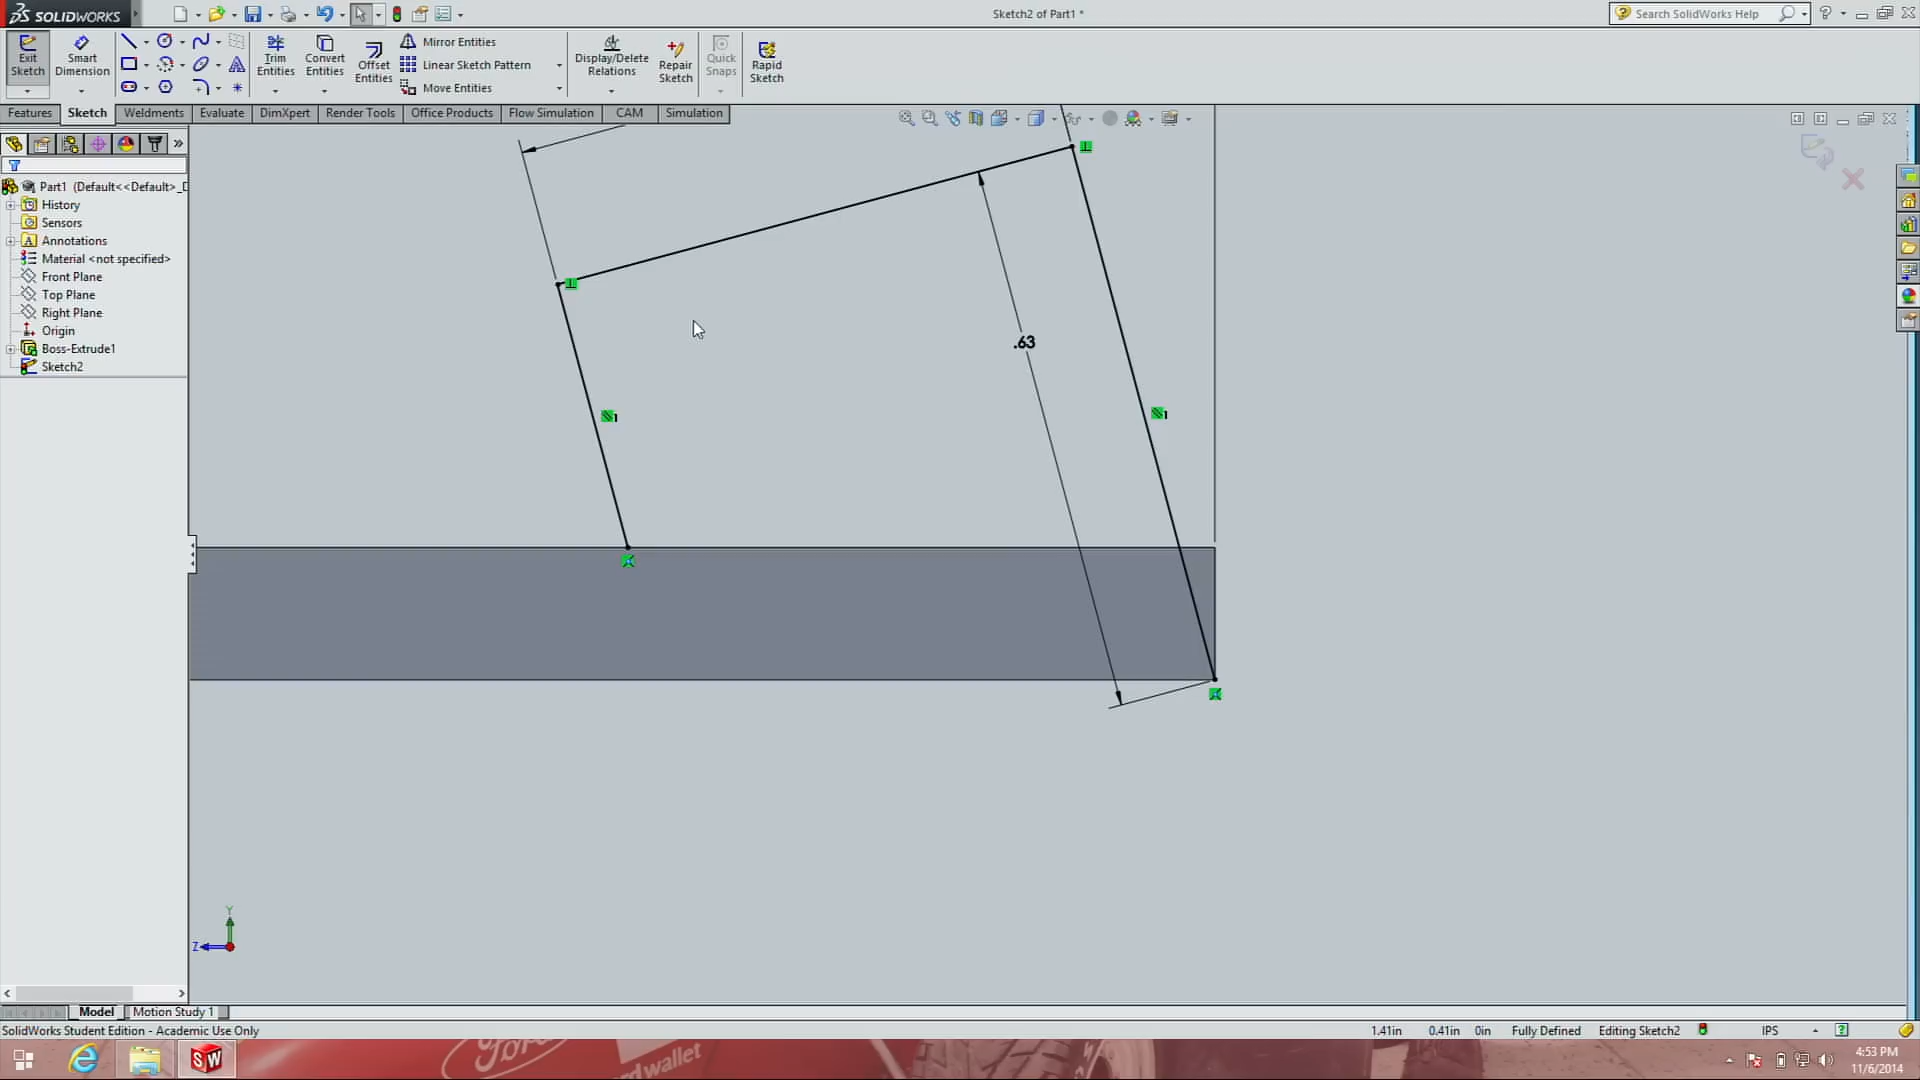 SOLIDWORKS
Sketch2 of Part1 *
Search SolidWorks Help
Exit Sketch
Smart Dimension
Trim Entities
Convert Entities
Offset Entities
Mirror Entities
Linear Sketch Pattern
Move Entities
Display/Delete Relations
Repair Sketch
Quick Snaps
Rapid Sketch
Features
Sketch
Weldments
Evaluate
DimXpert
Render Tools
Office Products
Flow Simulation
CAM
Simulation
Part1 (Default<<Default>_D
History
Sensors
Annotations
Material <not specified>
Front Plane
Top Plane
Right Plane
Origin
Boss-Extrude1
Sketch2
.63
1
1
Y
Z
Model
Motion Study 1
SolidWorks Student Edition - Academic Use Only
1.41in
0.41in
0in
Fully Defined
Editing Sketch2
IPS
Ford
SW
4:53 PM
11/6/2014